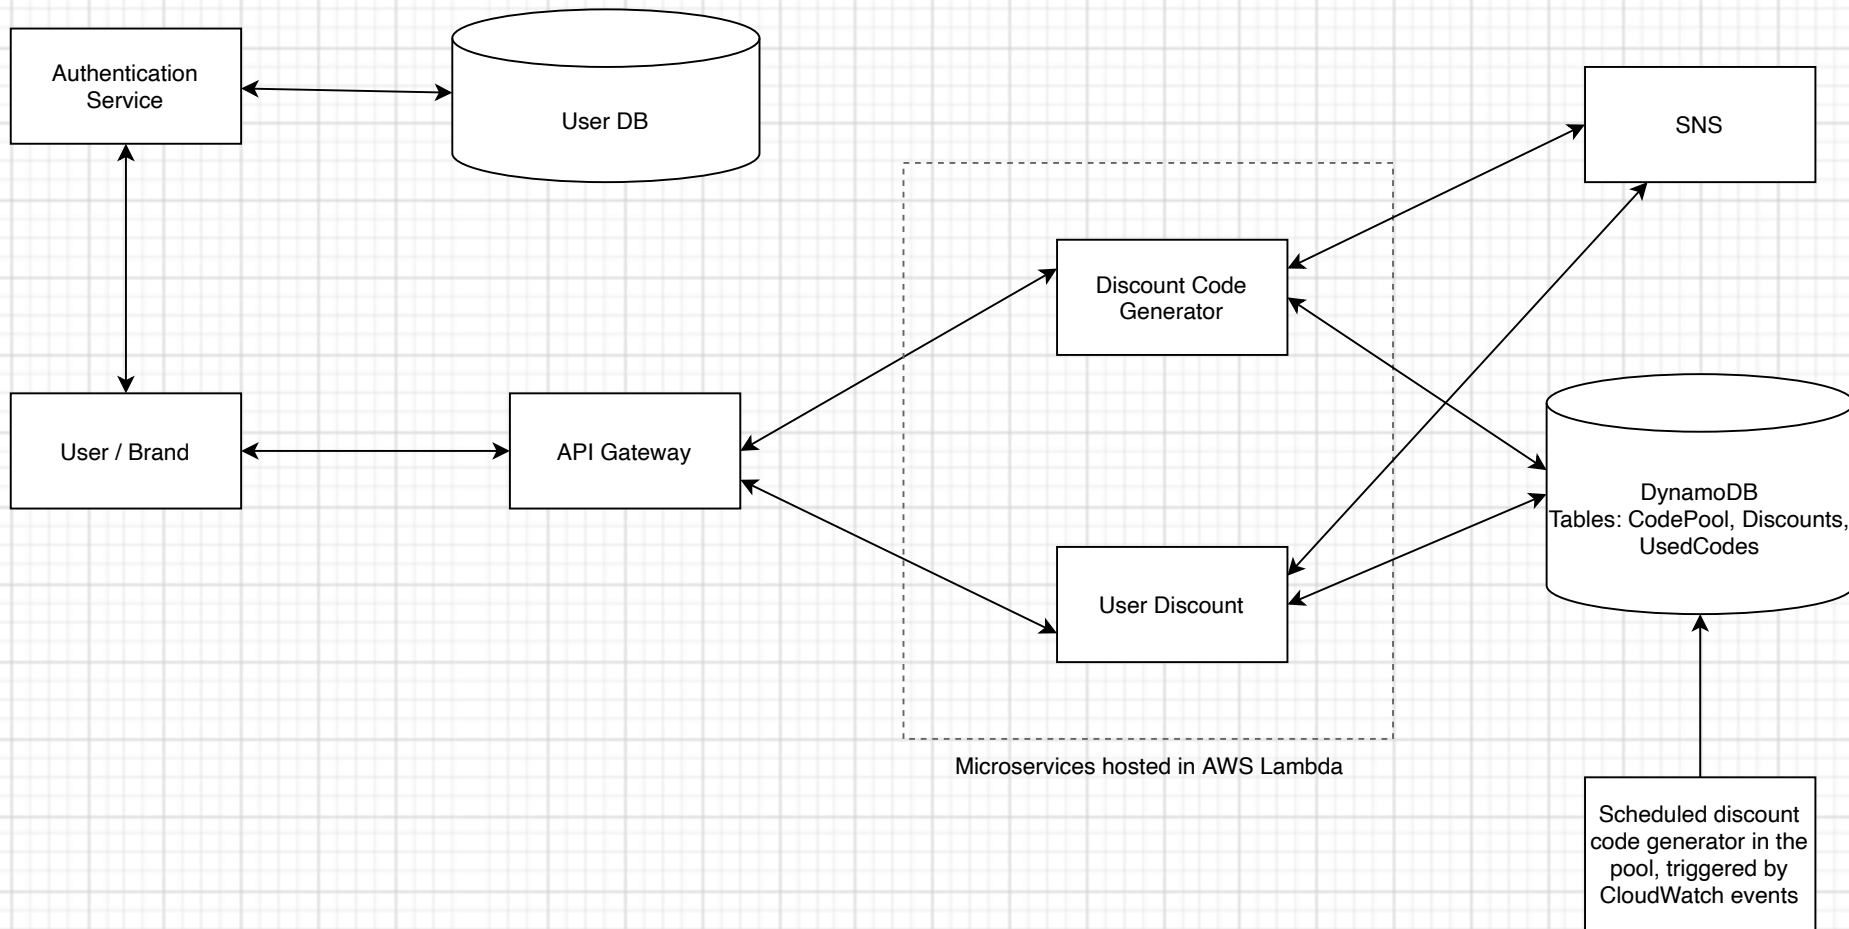 Authentication
Service
User DB
SNS
Discount Code
Generator
User / Brand
API Gateway
DynamoDB
Tables: CodePool, Discounts,
UsedCodes
User Discount
Microservices hosted in AWS Lambda
Scheduled discount
code generator in the
pool, triggered by
CloudWatch events